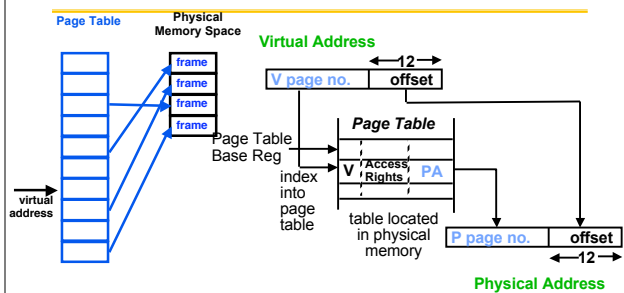 Page Table
Physical
Memory Space
frame
frame
frame
frame
virtual
address
Virtual Address
12
V page no.
offset
Page Table
Page Table
Base Reg
V
Access
Rights
PA
index
into
page
table
table located
in physical
memory
P page no.
offset
12
Physical Address